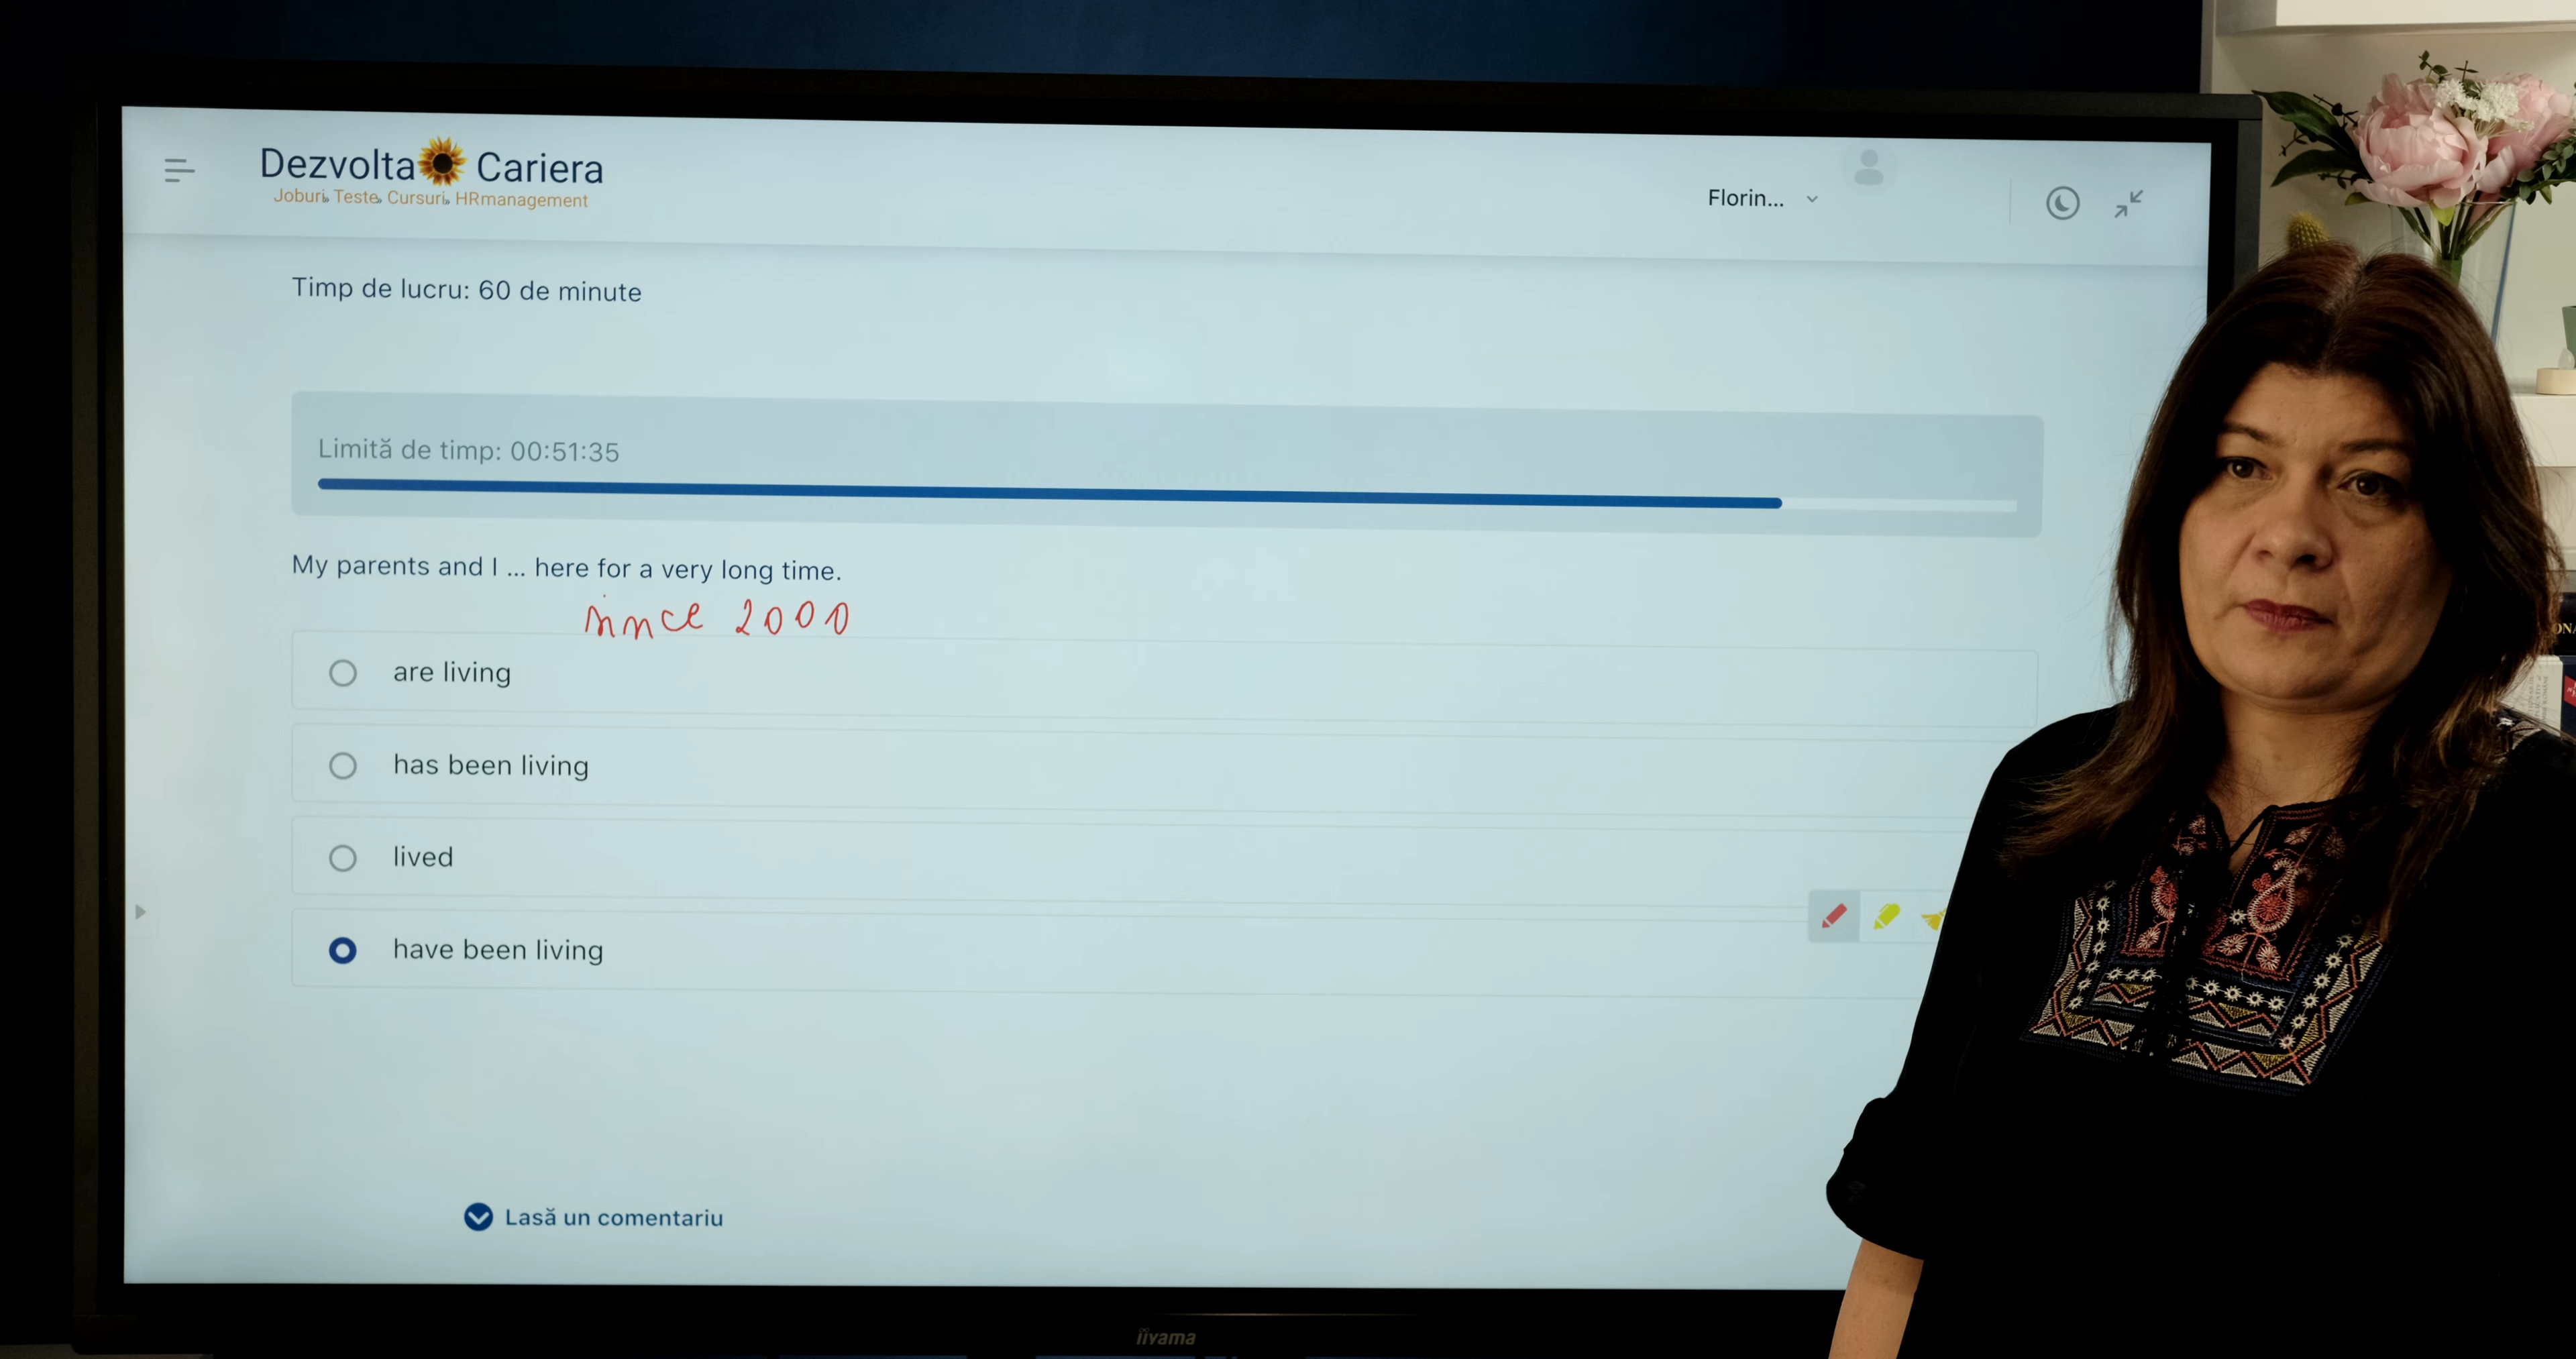 Dezvolta Cariera
Joburi, Teste, Cursuri, HRmanagement
Florin...
Timp de lucru: 60 de minute
Limită de timp: 00:51:35
My parents and I ... here for a very long time.
since 2000
are living
has been living
lived
have been living
Lasă un comentariu
iiyama